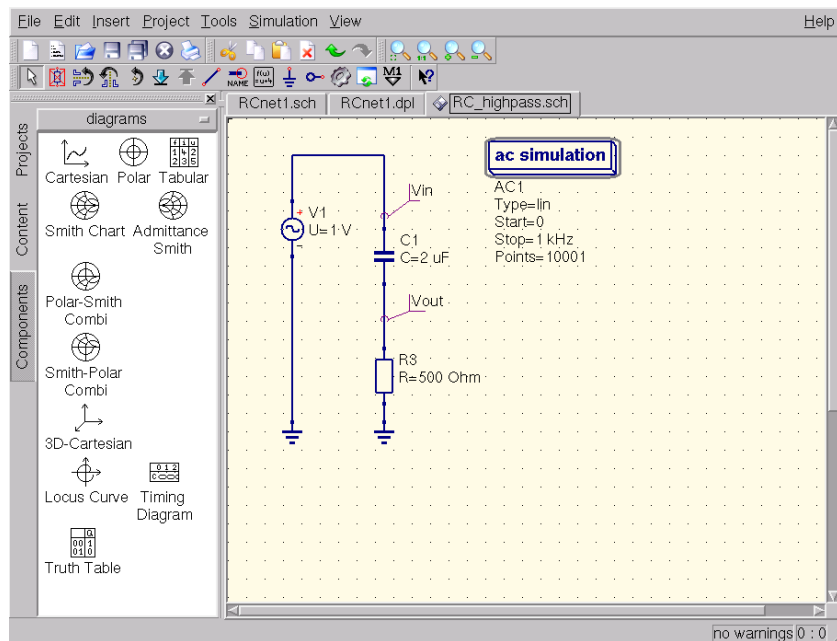 File Edit Insert Project Tools Simulation View Help
NAME M1
RCnet1.sch RCnet1.dpl RC_highpass.sch
Projects
Content
Components
diagrams
Cartesian Polar Tabular
Smith Chart Admittance Smith
Polar-Smith Combi
Smith-Polar Combi
3D-Cartesian
Locus Curve Timing Diagram
Truth Table
V1
U=1 V
Vin
C1
C=2 uF
Vout
R3
R=500 Ohm
ac simulation
AC1
Type=lin
Start=0
Stop=1 kHz
Points=10001
no warnings 0 : 0